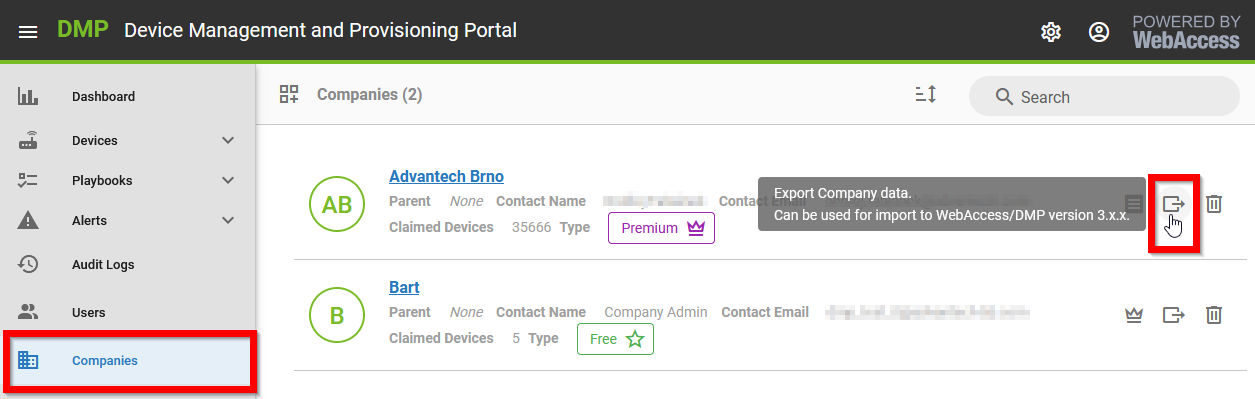 DMP Device Management and Provisioning Portal
POWERED BY
WebAccess
Dashboard
Devices
Playbooks
Alerts
Audit Logs
Users
Companies
Companies (2)
Search
AB
Advantech Brno
Parent None Contact Name Contact Email
Claimed Devices 35666 Type Premium
Export Company data.
Can be used for import to WebAccess/DMP version 3.x.x.
B
Bart
Parent None Contact Name Company Admin Contact Email
Claimed Devices 5 Type Free